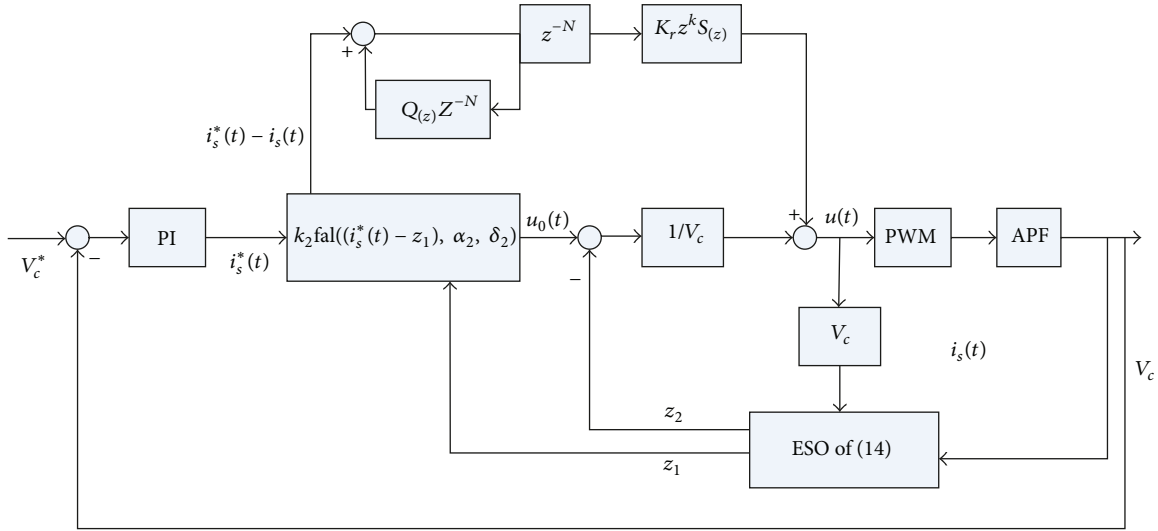 z^{-N}
K_r z^k S_{(z)}
+
Q_{(z)} Z^{-N}
i_s^*(t) − i_s(t)
V_c^*
−
PI
i_s^*(t)
k_2fal((i_s^*(t) − z_1), α_2, δ_2)
u_0(t)
−
1/V_c
+
u(t)
PWM
APF
V_c
i_s(t)
V_c
z_2
z_1
ESO of (14)